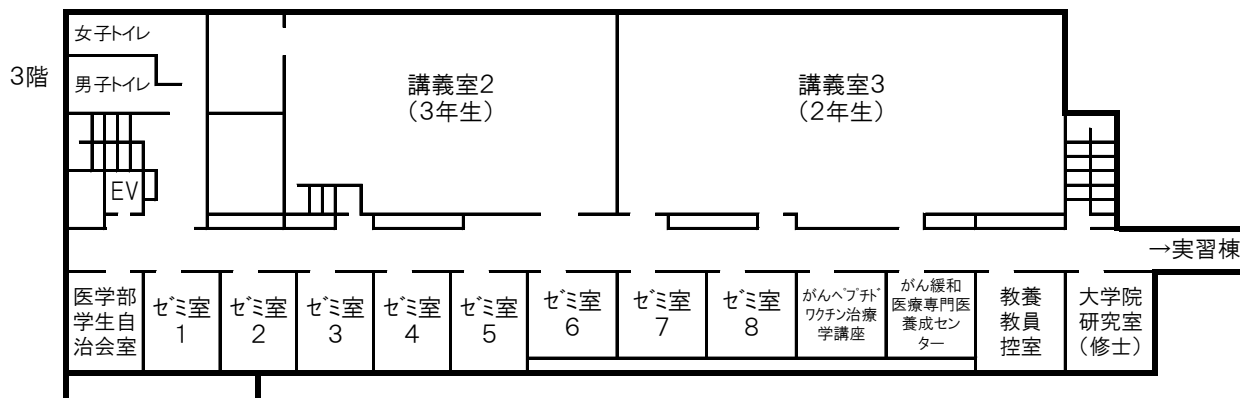 女子トイレ
3階
男子トイレ
講義室2
（3年生）
講義室3
（2年生）
EV
→実習棟
医学部
学生自
治会室
ゼミ室
1
ゼミ室
2
ゼミ室
3
ゼミ室
4
ゼミ室
5
ゼミ室
6
ゼミ室
7
ゼミ室
8
がんペプチド
ワクチン治療
学講座
がん緩和
医療専門医
養成セン
ター
教養
教員
控室
大学院
研究室
（修士）